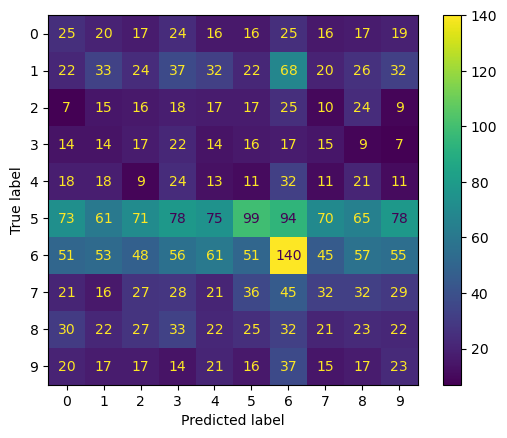 0 25 20 17 24 16 16 25 16 17 19
1 22 33 24 37 32 22 68 20 26 32
2 7 15 16 18 17 17 25 10 24 9
3 14 14 17 22 14 16 17 15 9 7
4 18 18 9 24 13 11 32 11 21 11
5 73 61 71 78 75 99 94 70 65 78
6 51 53 48 56 61 51 140 45 57 55
7 21 16 27 28 21 36 45 32 32 29
8 30 22 27 33 22 25 32 21 23 22
9 20 17 17 14 21 16 37 15 17 23
0 1 2 3 4 5 6 7 8 9
Predicted label
True label
140
120
100
80
60
40
20